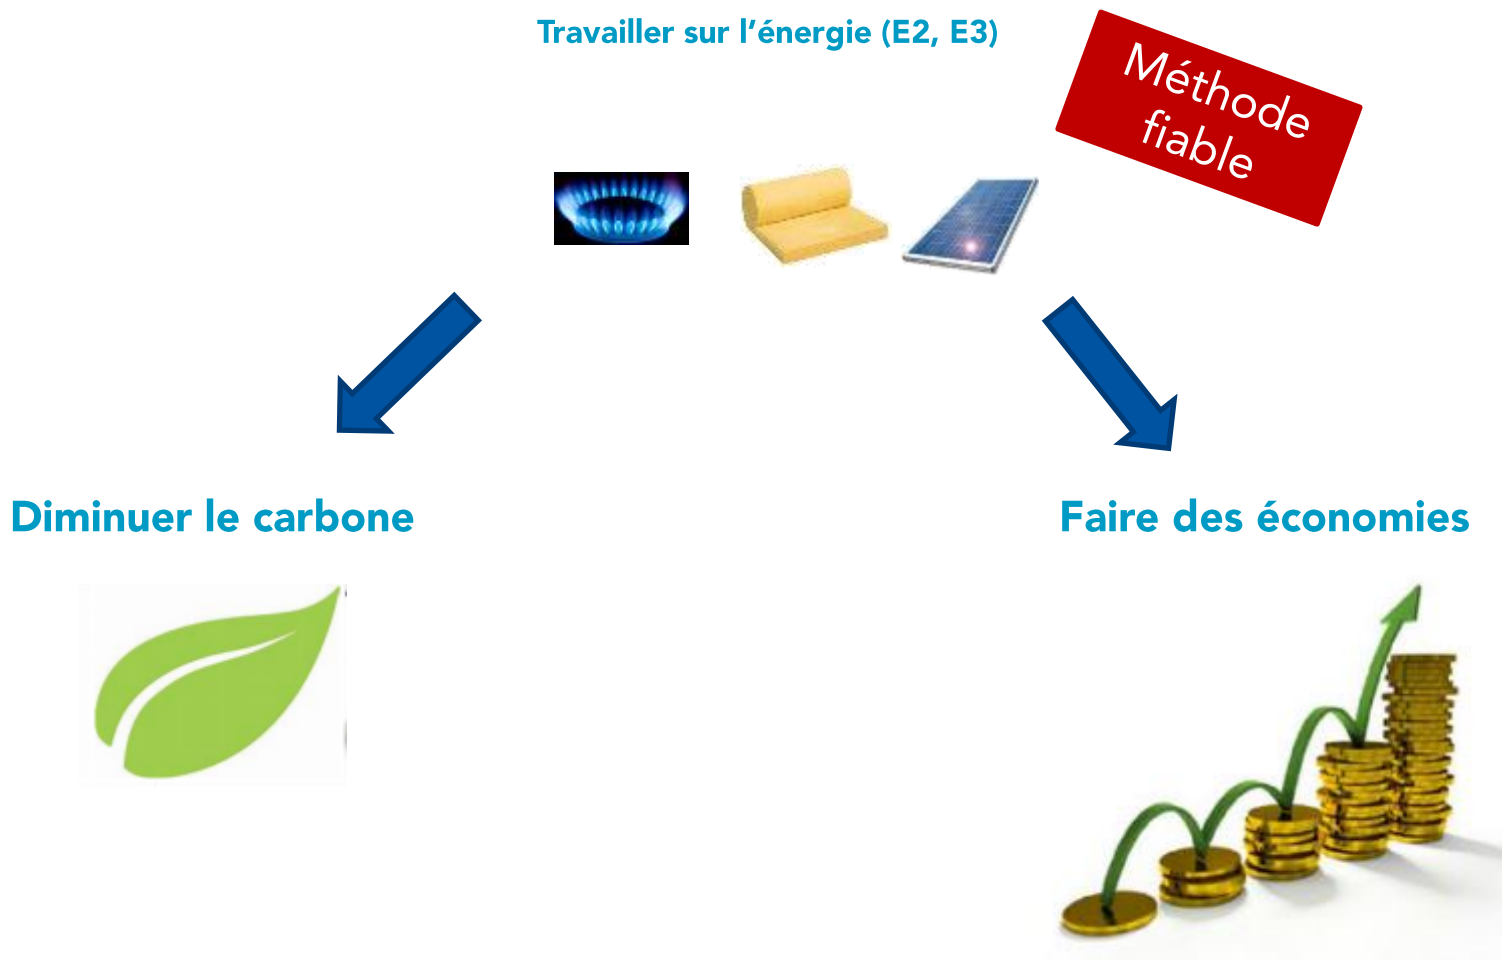 Travailler sur l’énergie (E2, E3)
Méthode
fiable
Diminuer le carbone
Faire des économies